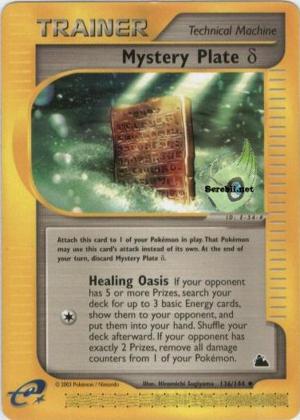 TRAINER
Technical Machine
Mystery Plate δ
Serebii.net
Attach this card to 1 of your Pokémon in play. That Pokémon
may use this card's attack instead of its own. At the end of
your turn, discard Mystery Plate δ.
Healing Oasis If your opponent
has 5 or more Prizes, search your
deck for up to 3 basic Energy cards,
show them to your opponent, and
put them into your hand. Shuffle your
deck afterward. If your opponent has
exactly 2 Prizes, remove all damage
counters from 1 of your Pokémon.
©2003 Pokémon / Nintendo
Illus. Hiromichi Sugiyama
136/144